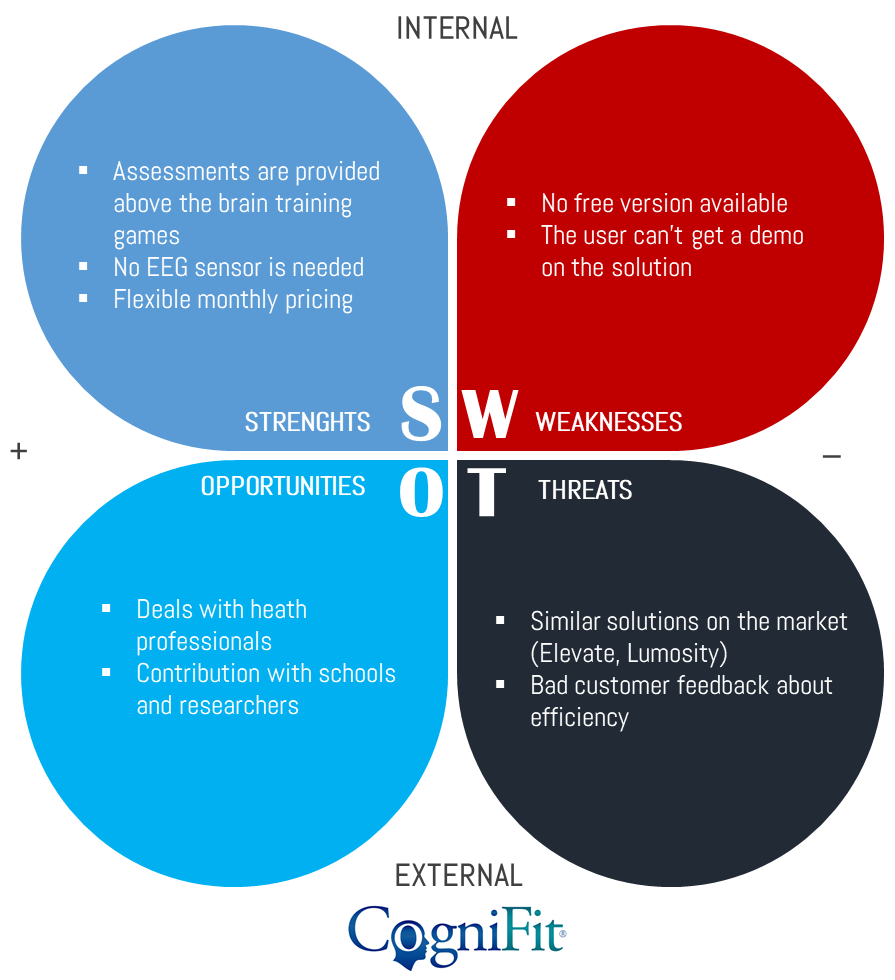 INTERNAL
▪ Assessments are provided
above the brain training
games
▪ No EEG sensor is needed
▪ Flexible monthly pricing
STRENGHTS
S
▪ No free version available
▪ The user can't get a demo
on the solution
W
WEAKNESSES
+
−
OPPORTUNITIES
O
▪ Deals with heath
professionals
▪ Contribution with schools
and researchers
T
THREATS
▪ Similar solutions on the market
(Elevate, Lumosity)
▪ Bad customer feedback about
efficiency
EXTERNAL
CogniFit®